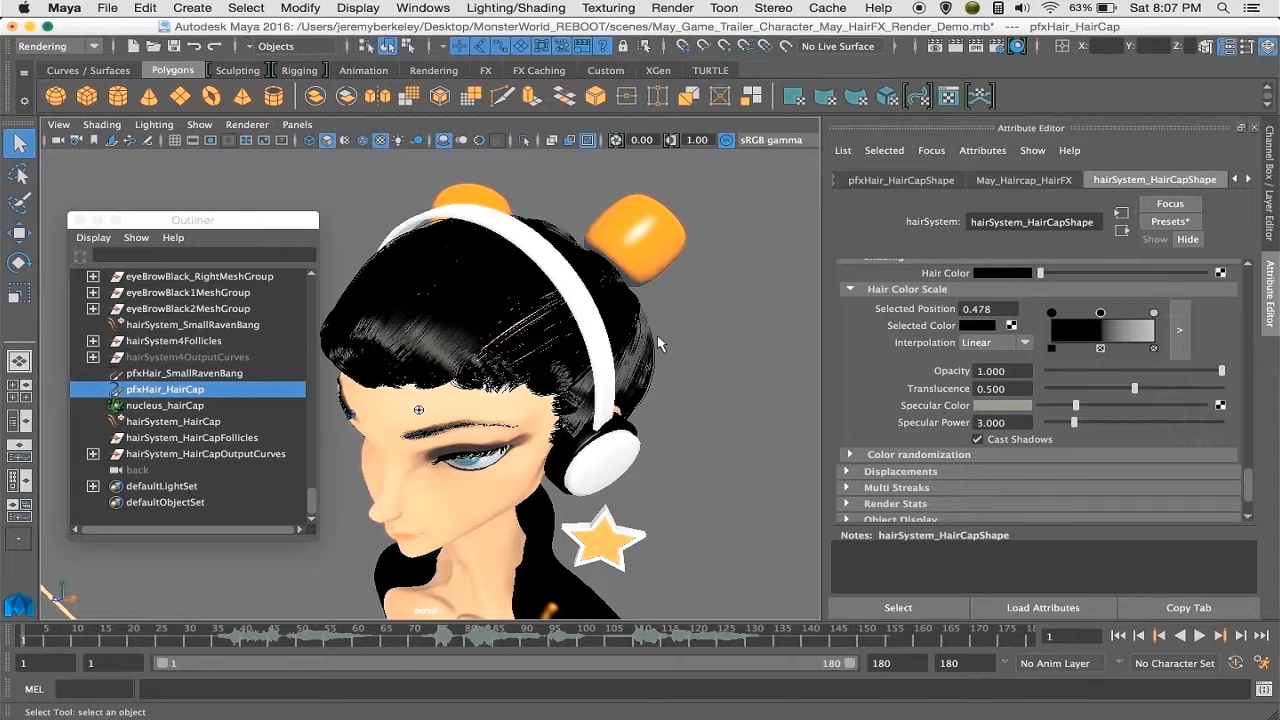 Maya File Edit Create Select Modify Display Windows Lighting/Shading Texturing Render Toon Stereo Cache Help 63% Sat 8:07 PM
Autodesk Maya 2016: /Users/jeremyberkeley/Desktop/MonsterWorld_REBOOT/scenes/May_Game_Trailer_Character_May_HairFX_Render_Demo.mb* --- pfxHair_HairCap
Rendering Objects No Live Surface X: Y: Z:
Curves / Surfaces Polygons Sculpting Rigging Animation Rendering FX FX Caching Custom XGen TURTLE
View Shading Lighting Show Renderer Panels
0.00 1.00 sRGB gamma
Outliner
Display Show Help
eyeBrowBlack_RightMeshGroup
eyeBrowBlack1MeshGroup
eyeBrowBlack2MeshGroup
hairSystem_SmallRavenBang
hairSystem4Follicles
hairSystem4OutputCurves
pfxHair_SmallRavenBang
pfxHair_HairCap
nucleus_hairCap
hairSystem_HairCap
hairSystem_HairCapFollicles
hairSystem_HairCapOutputCurves
back
defaultLightSet
defaultObjectSet
persp
Attribute Editor
List Selected Focus Attributes Show Help
pfxHair_HairCapShape May_Haircap_HairFX hairSystem_HairCapShape
Focus
hairSystem: hairSystem_HairCapShape Presets*
Show Hide
Hair Color
Hair Color Scale
Selected Position 0.478
Selected Color
Interpolation Linear
>
Opacity 1.000
Translucence 0.500
Specular Color
Specular Power 3.000
Cast Shadows
Color randomization
Displacements
Multi Streaks
Render Stats
Object Display
Notes: hairSystem_HairCapShape
Select Load Attributes Copy Tab
Channel Box / Layer Editor
Attribute Editor
5 10 15 20 25 30 35 40 45 50 55 60 65 70 75 80 85 90 95 100 105 110 115 120 125 130 135 140 145 150 155 160 165 170 175 1
1 1 1 180 180 180 No Anim Layer No Character Set
MEL
Select Tool: select an object